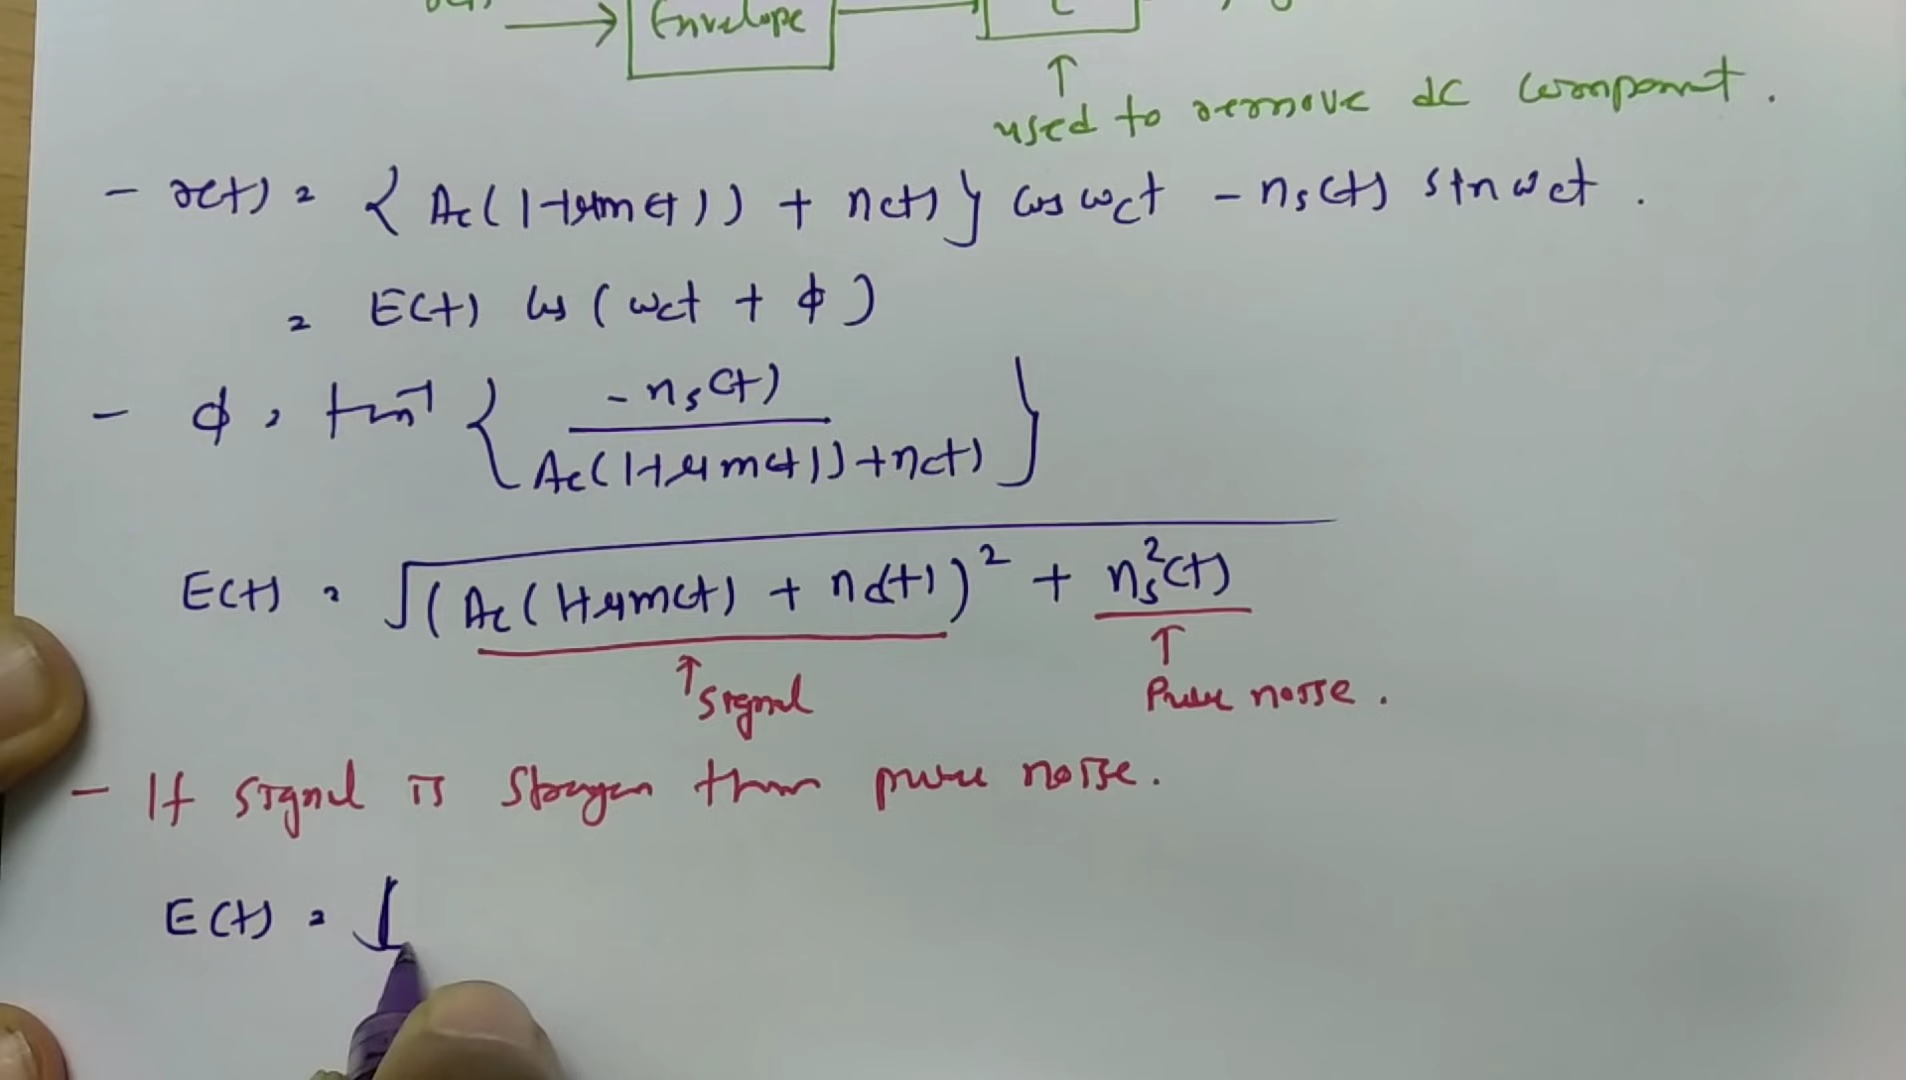 Envelope
used to remove dc component.
- r(t) = { Ac(1+μm(t)) + nc(t) } cos ωct - ns(t) sin ωct.
= E(t) cos (ωct + φ)
- φ = tan⁻¹ { -ns(t) / Ac(1+μm(t)) + nc(t) }
E(t) = √(Ac(1+μm(t) + nc(t))² + ns²(t)
↑ signal ↑ Pure noise.
- If signal is stronger than pure noise.
E(t) =